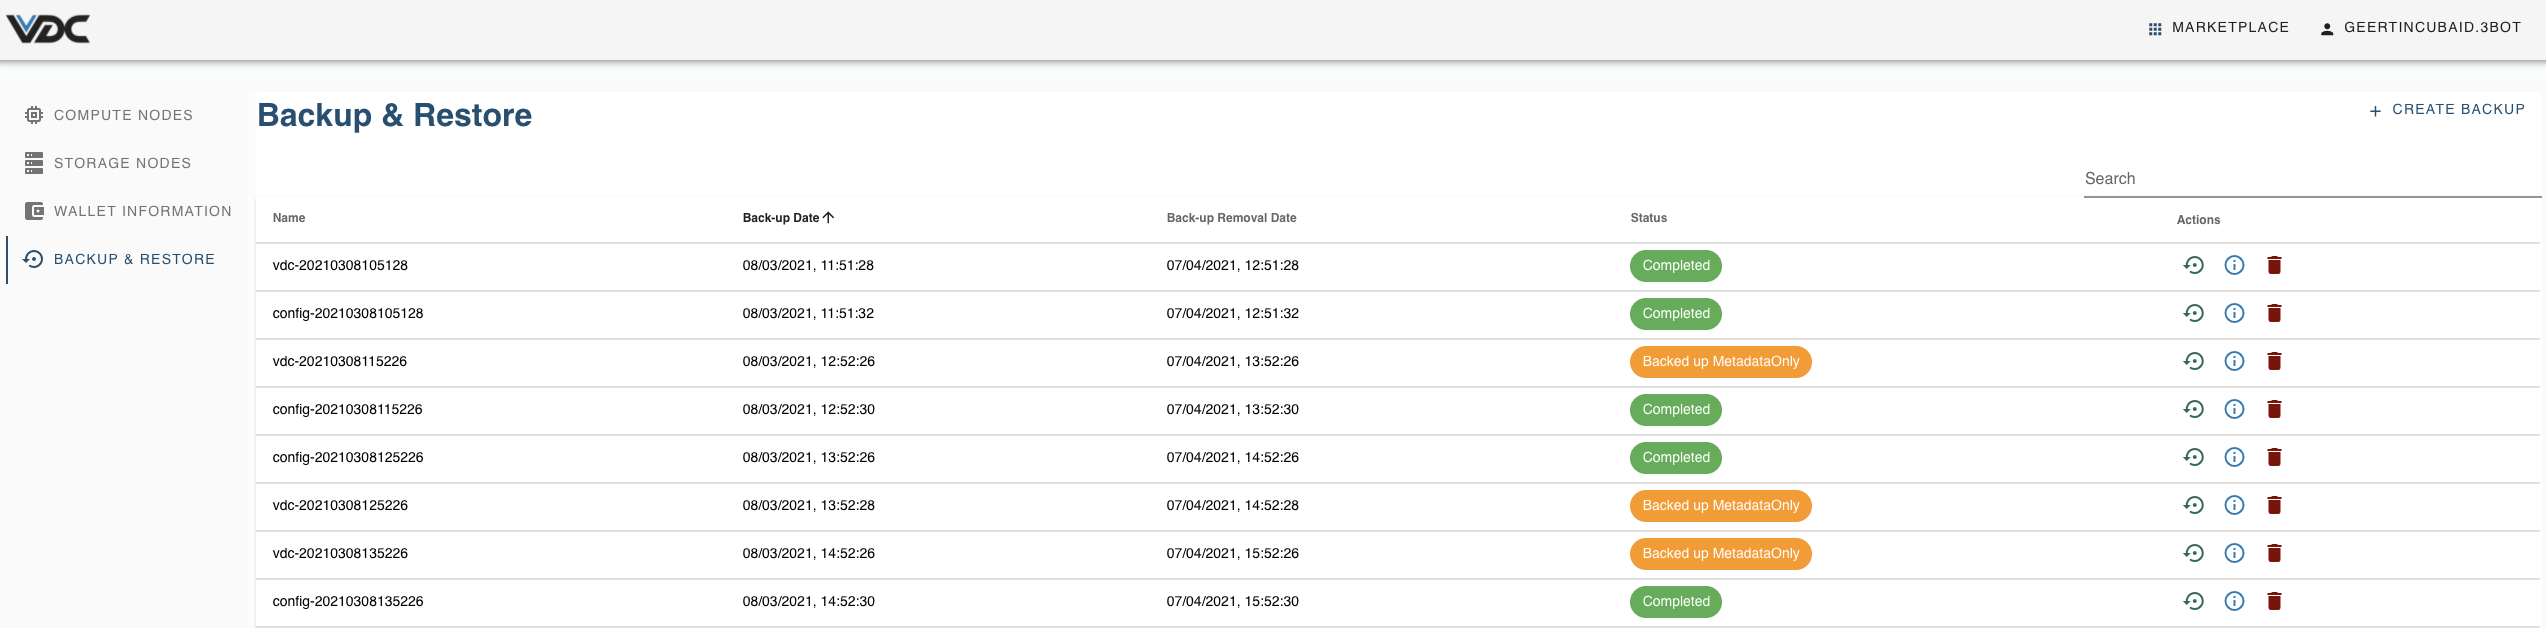 VDC
MARKETPLACE
GEERTINCUBAID.3BOT
COMPUTE NODES
STORAGE NODES
WALLET INFORMATION
BACKUP & RESTORE
Backup & Restore
CREATE BACKUP
Search
Name Back-up Date Back-up Removal Date Status Actions
vdc-20210308105128 08/03/2021, 11:51:28 07/04/2021, 12:51:28 Completed
config-20210308105128 08/03/2021, 11:51:32 07/04/2021, 12:51:32 Completed
vdc-20210308115226 08/03/2021, 12:52:26 07/04/2021, 13:52:26 Backed up MetadataOnly
config-20210308115226 08/03/2021, 12:52:30 07/04/2021, 13:52:30 Completed
config-20210308125226 08/03/2021, 13:52:26 07/04/2021, 14:52:26 Completed
vdc-20210308125226 08/03/2021, 13:52:28 07/04/2021, 14:52:28 Backed up MetadataOnly
vdc-20210308135226 08/03/2021, 14:52:26 07/04/2021, 15:52:26 Backed up MetadataOnly
config-20210308135226 08/03/2021, 14:52:30 07/04/2021, 15:52:30 Completed